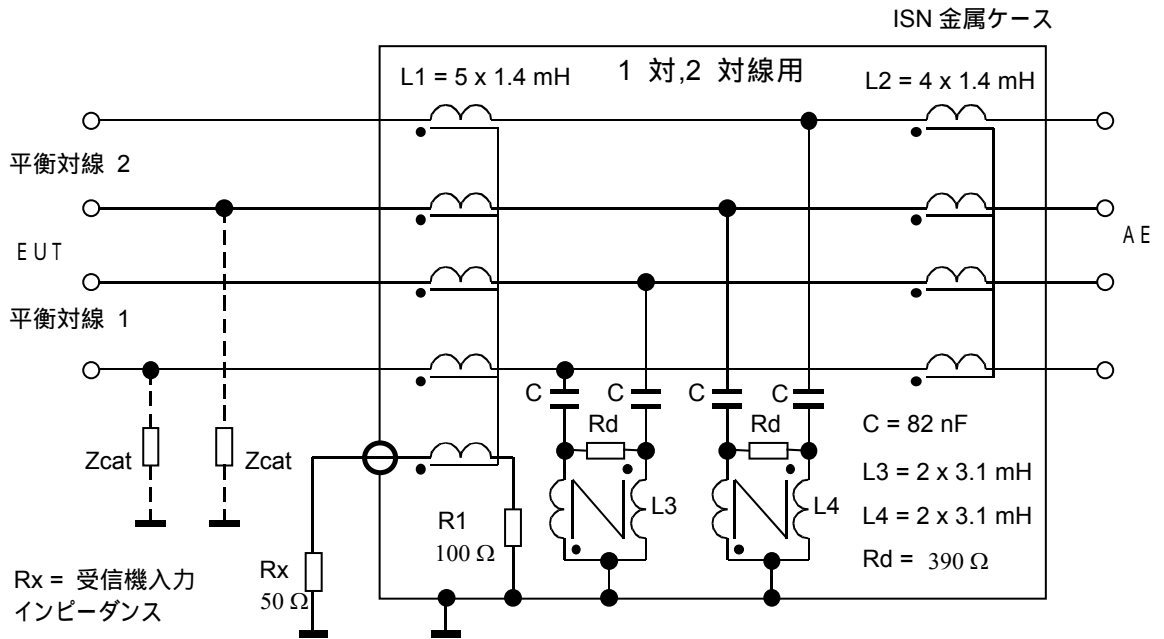 ISN 金属ケース
L1 = 5 x 1.4 mH
1 対,2 対線用
L2 = 4 x 1.4 mH
平衡対線 2
EUT
AE
平衡対線 1
C
C
C
C
Rd
Rd
C = 82 nF
Zcat
Zcat
L3
L4
L3 = 2 x 3.1 mH
R1
100 Ω
L4 = 2 x 3.1 mH
Rd = 390 Ω
Rx = 受信機入力
インピーダンス
Rx
50 Ω